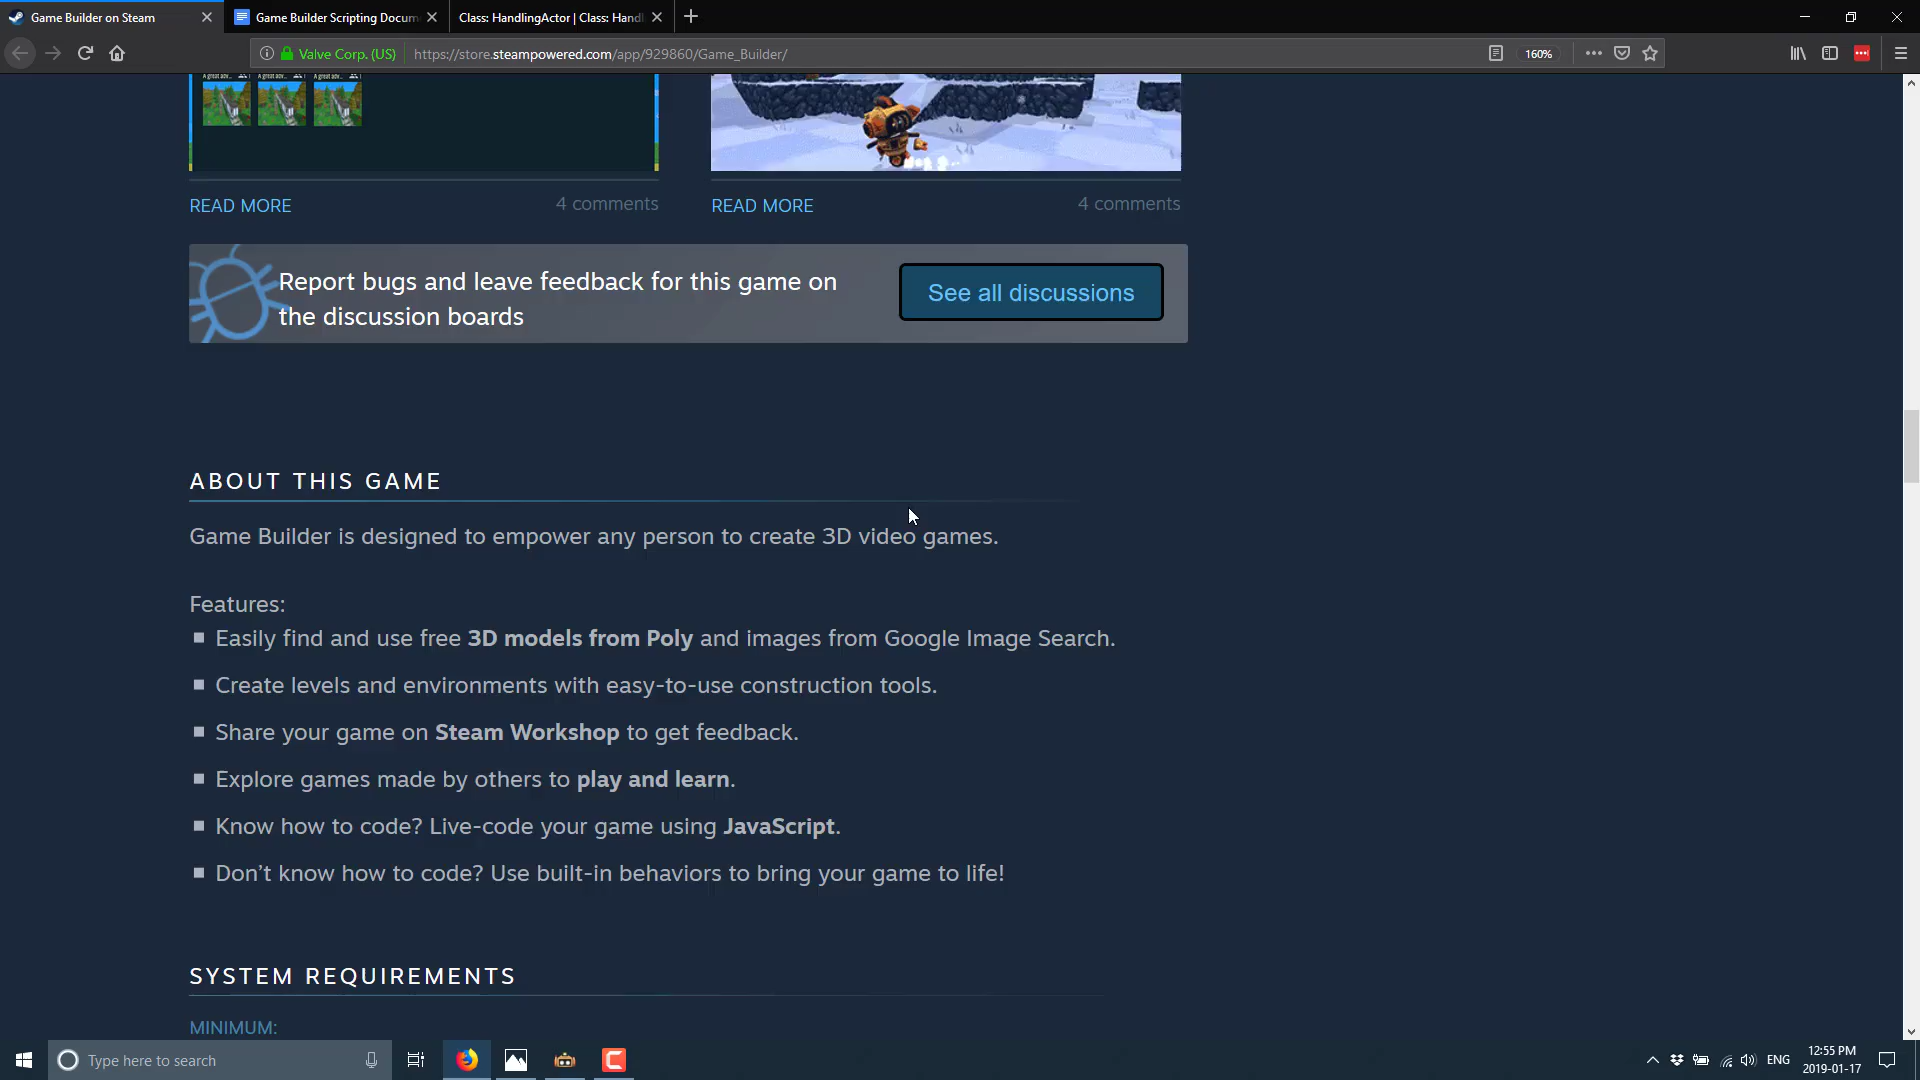 Game Builder on Steam
Game Builder Scripting Docum
Class: HandlingActor | Class: Handl
Valve Corp. (US)
https://store.steampowered.com/app/929860/Game_Builder/
160%
A great adv...
A great adv...
A great adv...
READ MORE
4 comments
READ MORE
4 comments
Report bugs and leave feedback for this game on
the discussion boards
See all discussions
ABOUT THIS GAME
Game Builder is designed to empower any person to create 3D video games.
Features:
Easily find and use free 3D models from Poly and images from Google Image Search.
Create levels and environments with easy-to-use construction tools.
Share your game on Steam Workshop to get feedback.
Explore games made by others to play and learn.
Know how to code? Live-code your game using JavaScript.
Don’t know how to code? Use built-in behaviors to bring your game to life!
SYSTEM REQUIREMENTS
MINIMUM:
Type here to search
ENG
12:55 PM
2019-01-17